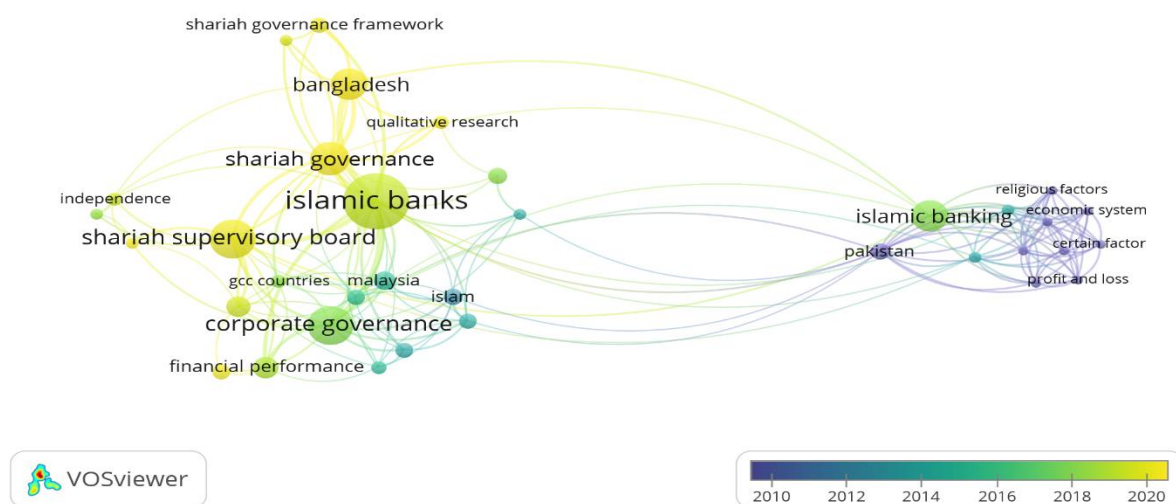 shariah governance framework
bangladesh
qualitative research
shariah governance
islamic banks
independence
shariah supervisory board
gcc countries
malaysia
islam
corporate governance
financial performance
religious factors
islamic banking
economic system
pakistan
certain factor
profit and loss
VOSviewer
2010 2012 2014 2016 2018 2020